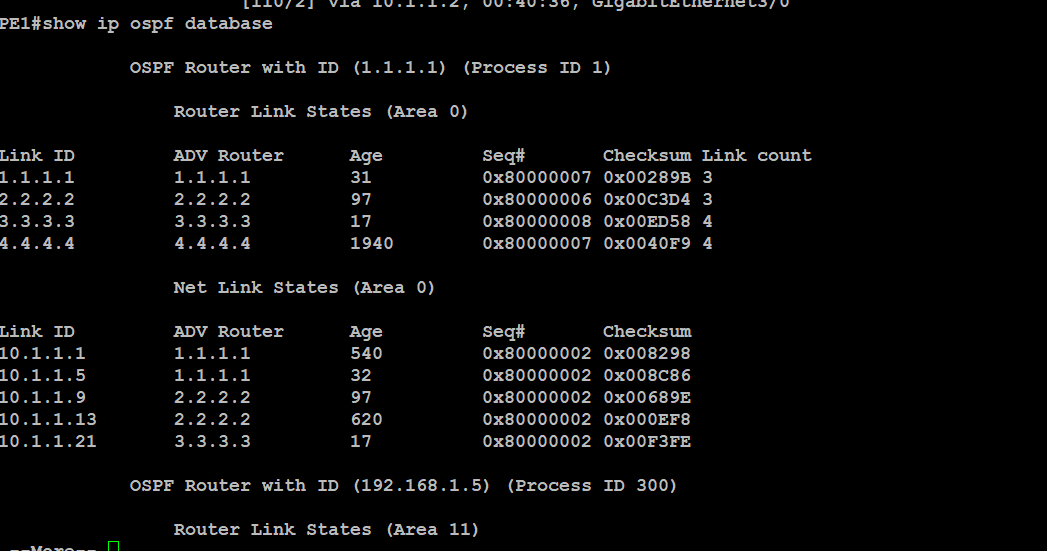 [110/2] via 10.1.1.2, 00:40:36, GigabitEthernet3/0
PE1#show ip ospf database
OSPF Router with ID (1.1.1.1) (Process ID 1)
Router Link States (Area 0)
Link ID ADV Router Age Seq# Checksum Link count
1.1.1.1 1.1.1.1 31 0x80000007 0x00289B 3
2.2.2.2 2.2.2.2 97 0x80000006 0x00C3D4 3
3.3.3.3 3.3.3.3 17 0x80000008 0x00ED58 4
4.4.4.4 4.4.4.4 1940 0x80000007 0x0040F9 4
Net Link States (Area 0)
Link ID ADV Router Age Seq# Checksum
10.1.1.1 1.1.1.1 540 0x80000002 0x008298
10.1.1.5 1.1.1.1 32 0x80000002 0x008C86
10.1.1.9 2.2.2.2 97 0x80000002 0x00689E
10.1.1.13 2.2.2.2 620 0x80000002 0x000EF8
10.1.1.21 3.3.3.3 17 0x80000002 0x00F3FE
OSPF Router with ID (192.168.1.5) (Process ID 300)
Router Link States (Area 11)
--More--